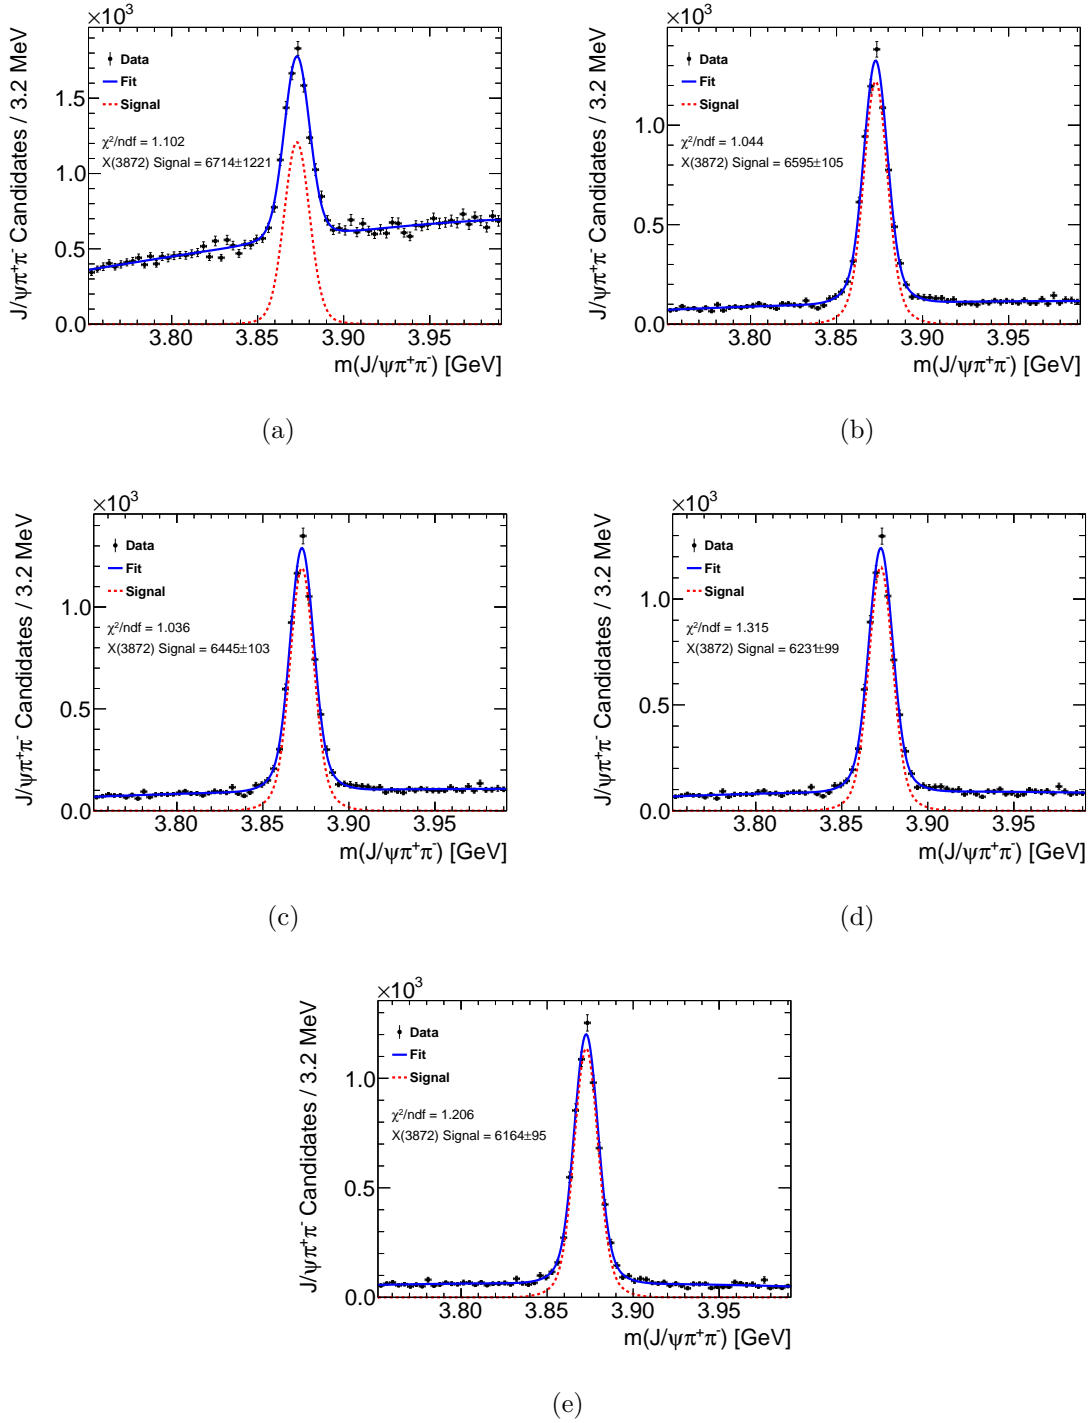 ×10³
J/ψπ⁺π⁻ Candidates / 3.2 MeV
Data
Fit
Signal
χ²/ndf = 1.102
X(3872) Signal = 6714±1221
1.5
1.0
0.5
0.0
3.80 3.85 3.90 3.95
m(J/ψπ⁺π⁻) [GeV]
(a)
×10³
J/ψπ⁺π⁻ Candidates / 3.2 MeV
Data
Fit
Signal
χ²/ndf = 1.044
X(3872) Signal = 6595±105
1.0
0.5
0.0
3.80 3.85 3.90 3.95
m(J/ψπ⁺π⁻) [GeV]
(b)
×10³
J/ψπ⁺π⁻ Candidates / 3.2 MeV
Data
Fit
Signal
χ²/ndf = 1.036
X(3872) Signal = 6445±103
1.0
0.5
0.0
3.80 3.85 3.90 3.95
m(J/ψπ⁺π⁻) [GeV]
(c)
×10³
J/ψπ⁺π⁻ Candidates / 3.2 MeV
Data
Fit
Signal
χ²/ndf = 1.315
X(3872) Signal = 6231±99
1.0
0.5
0.0
3.80 3.85 3.90 3.95
m(J/ψπ⁺π⁻) [GeV]
(d)
×10³
J/ψπ⁺π⁻ Candidates / 3.2 MeV
Data
Fit
Signal
χ²/ndf = 1.206
X(3872) Signal = 6164±95
1.0
0.5
0.0
3.80 3.85 3.90 3.95
m(J/ψπ⁺π⁻) [GeV]
(e)